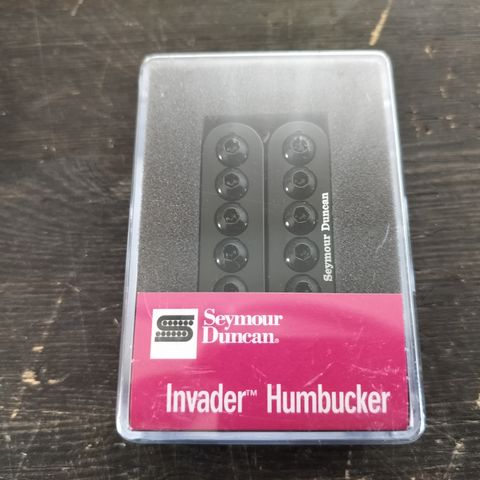 Seymour Duncan
Seymour
Duncan®
Invader™ Humbucker